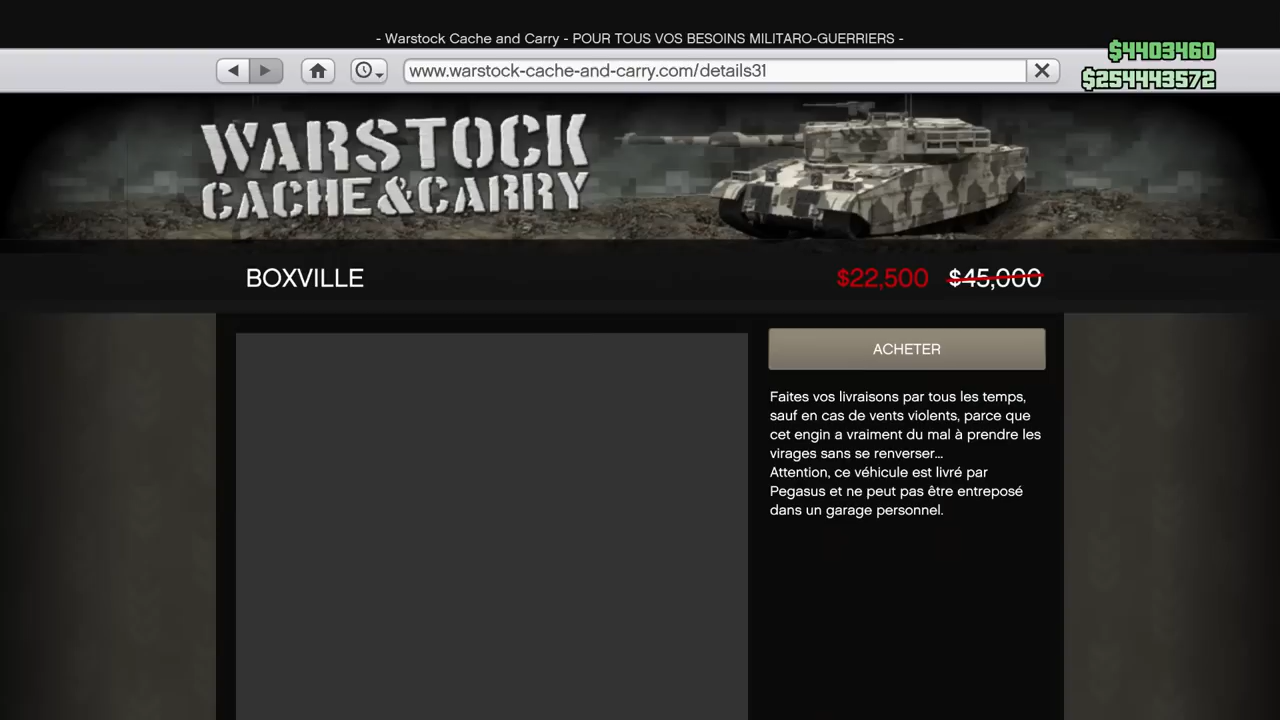 - Warstock Cache and Carry - POUR TOUS VOS BESOINS MILITARO-GUERRIERS -
$4403460
www.warstock-cache-and-carry.com/details31
$254443572
WARSTOCK
CACHE&CARRY
BOXVILLE
$22,500 $45,000
ACHETER
Faites vos livraisons par tous les temps,
sauf en cas de vents violents, parce que
cet engin a vraiment du mal à prendre les
virages sans se renverser...
Attention, ce véhicule est livré par
Pegasus et ne peut pas être entreposé
dans un garage personnel.